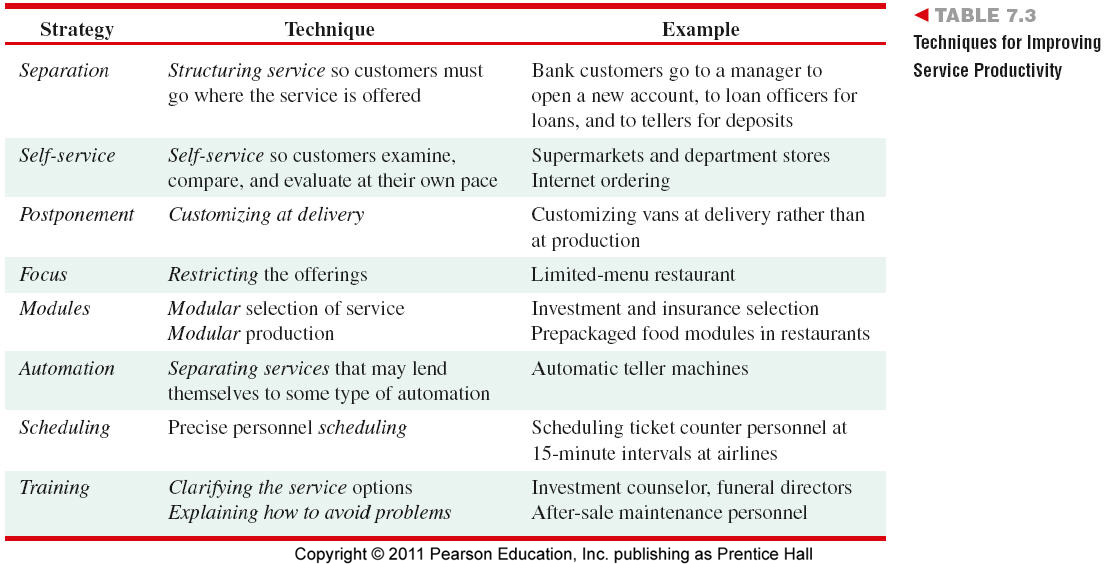 Strategy Technique Example
◀ TABLE 7.3
Techniques for Improving
Service Productivity
Separation Structuring service so customers must Bank customers go to a manager to
go where the service is offered open a new account, to loan officers for
loans, and to tellers for deposits
Self-service Self-service so customers examine, Supermarkets and department stores
compare, and evaluate at their own pace Internet ordering
Postponement Customizing at delivery Customizing vans at delivery rather than
at production
Focus Restricting the offerings Limited-menu restaurant
Modules Modular selection of service Investment and insurance selection
Modular production Prepackaged food modules in restaurants
Automation Separating services that may lend Automatic teller machines
themselves to some type of automation
Scheduling Precise personnel scheduling Scheduling ticket counter personnel at
15-minute intervals at airlines
Training Clarifying the service options Investment counselor, funeral directors
Explaining how to avoid problems After-sale maintenance personnel
Copyright © 2011 Pearson Education, Inc. publishing as Prentice Hall